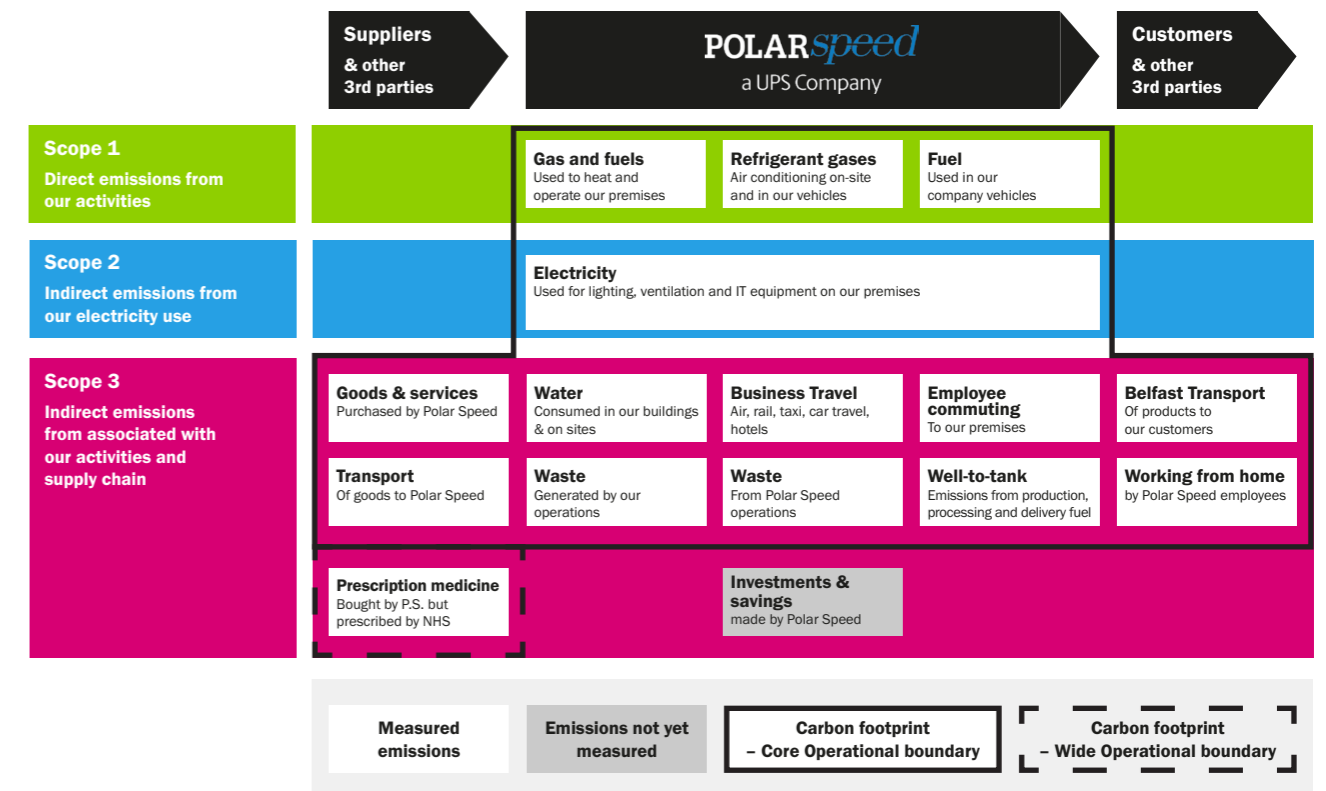 Suppliers
& other
3rd parties
POLARspeed
a UPS Company
Customers
& other
3rd parties
Scope 1
Direct emissions from
our activities
Gas and fuels
Used to heat and
operate our premises
Refrigerant gases
Air conditioning on-site
and in our vehicles
Fuel
Used in our
company vehicles
Scope 2
Indirect emissions from
our electricity use
Electricity
Used for lighting, ventilation and IT equipment on our premises
Scope 3
Indirect emissions
from associated with
our activities and
supply chain
Goods & services
Purchased by Polar Speed
Water
Consumed in our buildings
& on sites
Business Travel
Air, rail, taxi, car travel,
hotels
Employee
commuting
To our premises
Belfast Transport
Of products to
our customers
Transport
Of goods to Polar Speed
Waste
Generated by our
operations
Waste
From Polar Speed
operations
Well-to-tank
Emissions from production,
processing and delivery fuel
Working from home
by Polar Speed employees
Prescription medicine
Bought by P.S. but
prescribed by NHS
Investments &
savings
made by Polar Speed
Measured
emissions
Emissions not yet
measured
Carbon footprint
– Core Operational boundary
Carbon footprint
– Wide Operational boundary